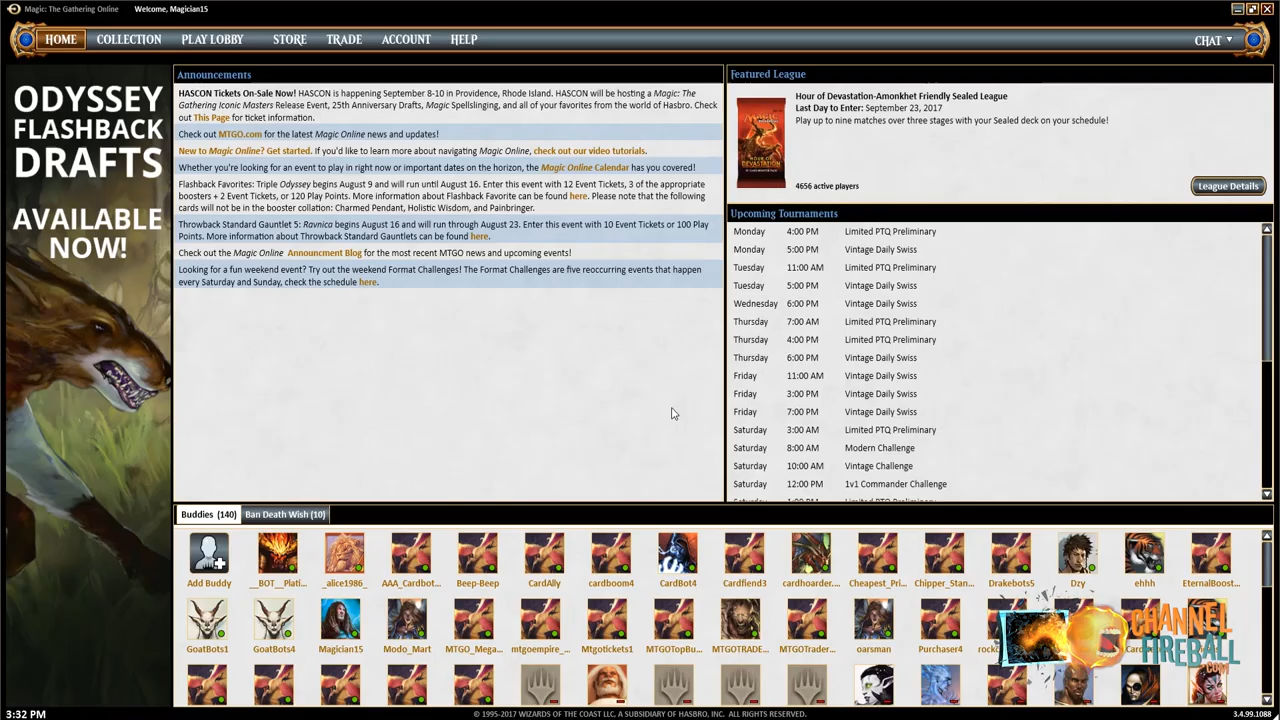 Magic: The Gathering Online Welcome, Magician15
HOME COLLECTION PLAY LOBBY STORE TRADE ACCOUNT HELP CHAT
ODYSSEY
FLASHBACK
DRAFTS
AVAILABLE
NOW!
Announcements
HASCON Tickets On-Sale Now! HASCON is happening September 8-10 in Providence, Rhode Island. HASCON will be hosting a Magic: The
Gathering Iconic Masters Release Event, 25th Anniversary Drafts, Magic Spellslinging, and all of your favorites from the world of Hasbro. Check
out This Page for ticket information.
Check out MTGO.com for the latest Magic Online news and updates!
New to Magic Online? Get started. If you'd like to learn more about navigating Magic Online, check out our video tutorials.
Whether you're looking for an event to play in right now or important dates on the horizon, the Magic Online Calendar has you covered!
Flashback Favorites: Triple Odyssey begins August 9 and will run until August 16. Enter this event with 12 Event Tickets, 3 of the appropriate
boosters + 2 Event Tickets, or 120 Play Points. More information about Flashback Favorite can be found here. Please note that the following
cards will not be in the booster collation: Charmed Pendant, Holistic Wisdom, and Painbringer.
Throwback Standard Gauntlet 5: Ravnica begins August 16 and will run through August 23. Enter this event with 10 Event Tickets or 100 Play
Points. More information about Throwback Standard Gauntlets can be found here.
Check out the Magic Online Announcment Blog for the most recent MTGO news and upcoming events!
Looking for a fun weekend event? Try out the weekend Format Challenges! The Format Challenges are five reoccurring events that happen
every Saturday and Sunday, check the schedule here.
Featured League
Hour of Devastation-Amonkhet Friendly Sealed League
Last Day to Enter: September 23, 2017
Play up to nine matches over three stages with your Sealed deck on your schedule!
4656 active players
League Details
Upcoming Tournaments
Monday 4:00 PM Limited PTQ Preliminary
Monday 5:00 PM Vintage Daily Swiss
Tuesday 11:00 AM Limited PTQ Preliminary
Tuesday 5:00 PM Vintage Daily Swiss
Wednesday 6:00 PM Vintage Daily Swiss
Thursday 7:00 AM Limited PTQ Preliminary
Thursday 4:00 PM Limited PTQ Preliminary
Thursday 6:00 PM Vintage Daily Swiss
Friday 11:00 AM Vintage Daily Swiss
Friday 3:00 PM Vintage Daily Swiss
Friday 7:00 PM Vintage Daily Swiss
Saturday 3:00 AM Limited PTQ Preliminary
Saturday 8:00 AM Modern Challenge
Saturday 10:00 AM Vintage Challenge
Saturday 12:00 PM 1v1 Commander Challenge
Buddies (140) Ban Death Wish (10)
Add Buddy __BOT__Plati... _alice1986_ AAA_Cardbot... Beep-Beep CardAlly cardboom4 CardBot4 Cardfiend3 cardhoarder.... Cheapest_Pri... Chipper_Stan... Drakebots5 Dzy ehhh EternalBoost...
GoatBots1 GoatBots4 Magician15 Modo_Mart MTGO_Mega... mtgoempire_... Mtgotickets1 MTGOTopBu... MTGOTRADE... MTGOTrader... oarsman Purchaser4
CHANNEL
FIREBALL
.COM
3:32 PM © 1995-2017 WIZARDS OF THE COAST LLC, A SUBSIDIARY OF HASBRO, INC. ALL RIGHTS RESERVED. 3.4.99.1088